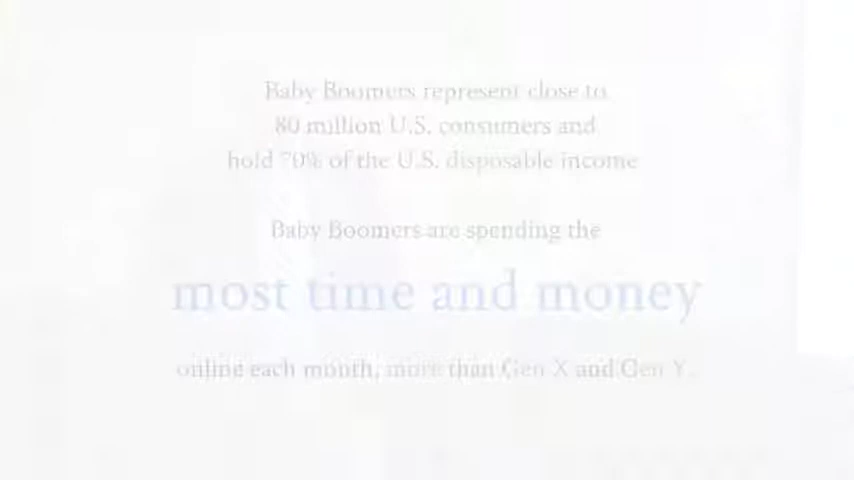 Baby Boomers represent close to
80 million U.S. consumers and
hold 70% of the U.S. disposable income
Baby Boomers are spending the
most time and money
online each month, more than Gen X and Gen Y.